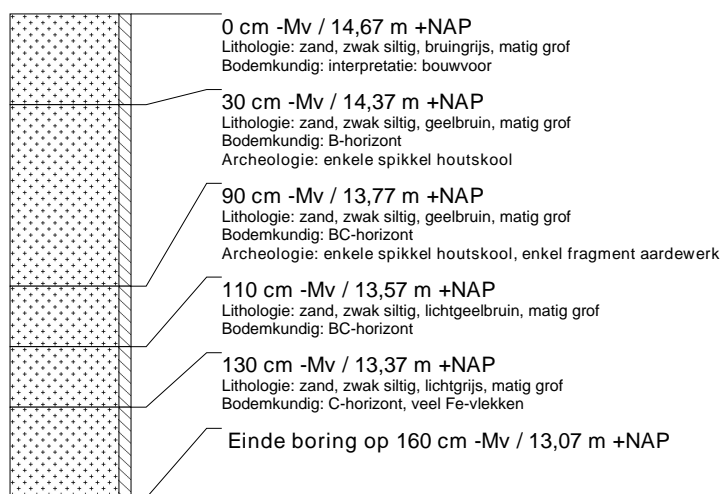 0 cm -Mv / 14,67 m +NAP
Lithologie: zand, zwak siltig, bruingrijs, matig grof
Bodemkundig: interpretatie: bouwvoor
30 cm -Mv / 14,37 m +NAP
Lithologie: zand, zwak siltig, geelbruin, matig grof
Bodemkundig: B-horizont
Archeologie: enkele spikkel houtskool
90 cm -Mv / 13,77 m +NAP
Lithologie: zand, zwak siltig, geelbruin, matig grof
Bodemkundig: BC-horizont
Archeologie: enkele spikkel houtskool, enkel fragment aardewerk
110 cm -Mv / 13,57 m +NAP
Lithologie: zand, zwak siltig, lichtgeelbruin, matig grof
Bodemkundig: BC-horizont
130 cm -Mv / 13,37 m +NAP
Lithologie: zand, zwak siltig, lichtgrijs, matig grof
Bodemkundig: C-horizont, veel Fe-vlekken
Einde boring op 160 cm -Mv / 13,07 m +NAP